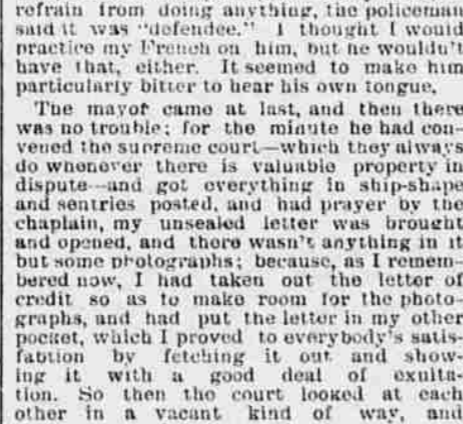 refrain from doing anything, the policeman
said it was "defendee." I thought I would
practice my French on him, but he wouldn't
have that, either. It seemed to make him
particularly bitter to hear his own tongue.
The mayor came at last, and then there
was no trouble; for the minute he had con-
vened the supreme court—which they always
do whenever there is valuable property in
dispute—and got everything in ship-shape
and sentries posted, and had prayer by the
chaplain, my unsealed letter was brought
and opened, and there wasn't anything in it
but some photographs; because, as I remem-
bered now, I had taken out the letter of
credit so as to make room for the photo-
graphs, and had put the letter in my other
pocket, which I proved to everybody's satis-
fabtion by fetching it out and show-
ing it with a good deal of exulta-
tion. So then the court looked at each
other in a vacant kind of way, and